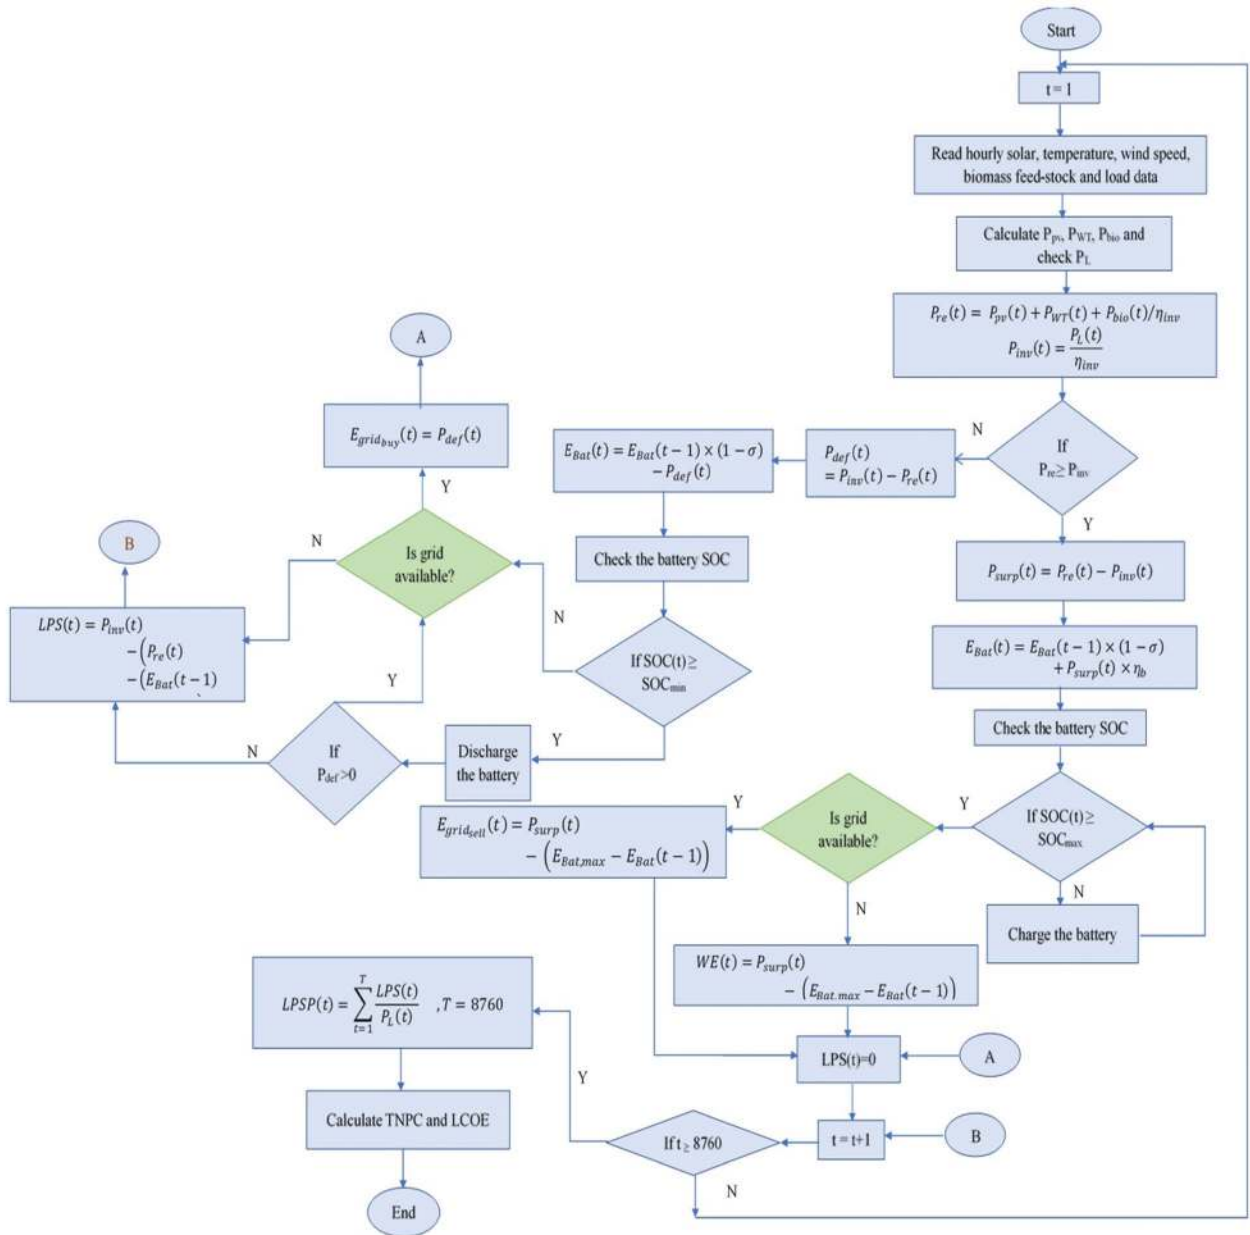 Start
t = 1
Read hourly solar, temperature, wind speed,
biomass feed-stock and load data
Calculate P_pv, P_WT, P_bio and
check P_L
P_re(t) = P_pv(t) + P_WT(t) + P_bio(t)/η_inv
P_inv(t) = P_L(t)/η_inv
If
P_re ≥ P_inv
N
Y
P_def(t)
= P_inv(t) − P_re(t)
E_Bat(t) = E_Bat(t − 1) × (1 − σ)
− P_def(t)
Check the battery SOC
If SOC(t) ≥
SOC_min
N
Y
Discharge
the battery
If
P_def >0
Y
N
Is grid
available?
Y
N
E_grid_buy(t) = P_def(t)
A
LPS(t) = P_inv(t)
− (P_re(t)
− (E_Bat(t − 1)
B
P_surp(t) = P_re(t) − P_inv(t)
E_Bat(t) = E_Bat(t − 1) × (1 − σ)
+ P_surp(t) × η_b
Check the battery SOC
If SOC(t) ≥
SOC_max
Y
N
Charge the battery
Is grid
available?
Y
N
E_grid_sell(t) = P_surp(t)
− (E_Bat,max − E_Bat(t − 1))
WE(t) = P_surp(t)
− (E_Bat.max − E_Bat(t − 1))
LPS(t)=0
A
t = t+1
B
If t ≥ 8760
Y
N
LPSP(t) = ∑_{t=1}^{T} LPS(t)/P_L(t) , T = 8760
Calculate TNPC and LCOE
End